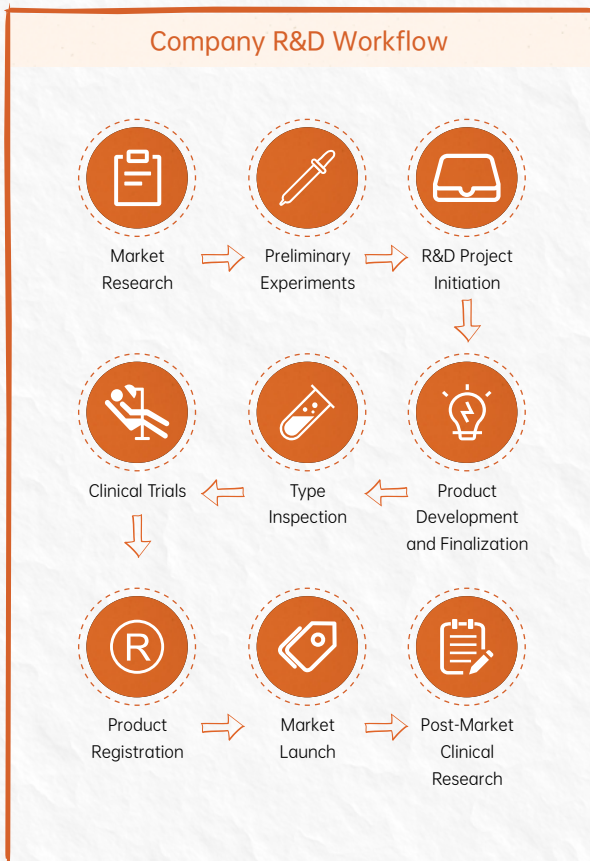 Company R&D Workflow
Market
Research
Preliminary
Experiments
R&D Project
Initiation
Clinical Trials
Type
Inspection
Product
Development
and Finalization
R
Product
Registration
Market
Launch
Post-Market
Clinical
Research